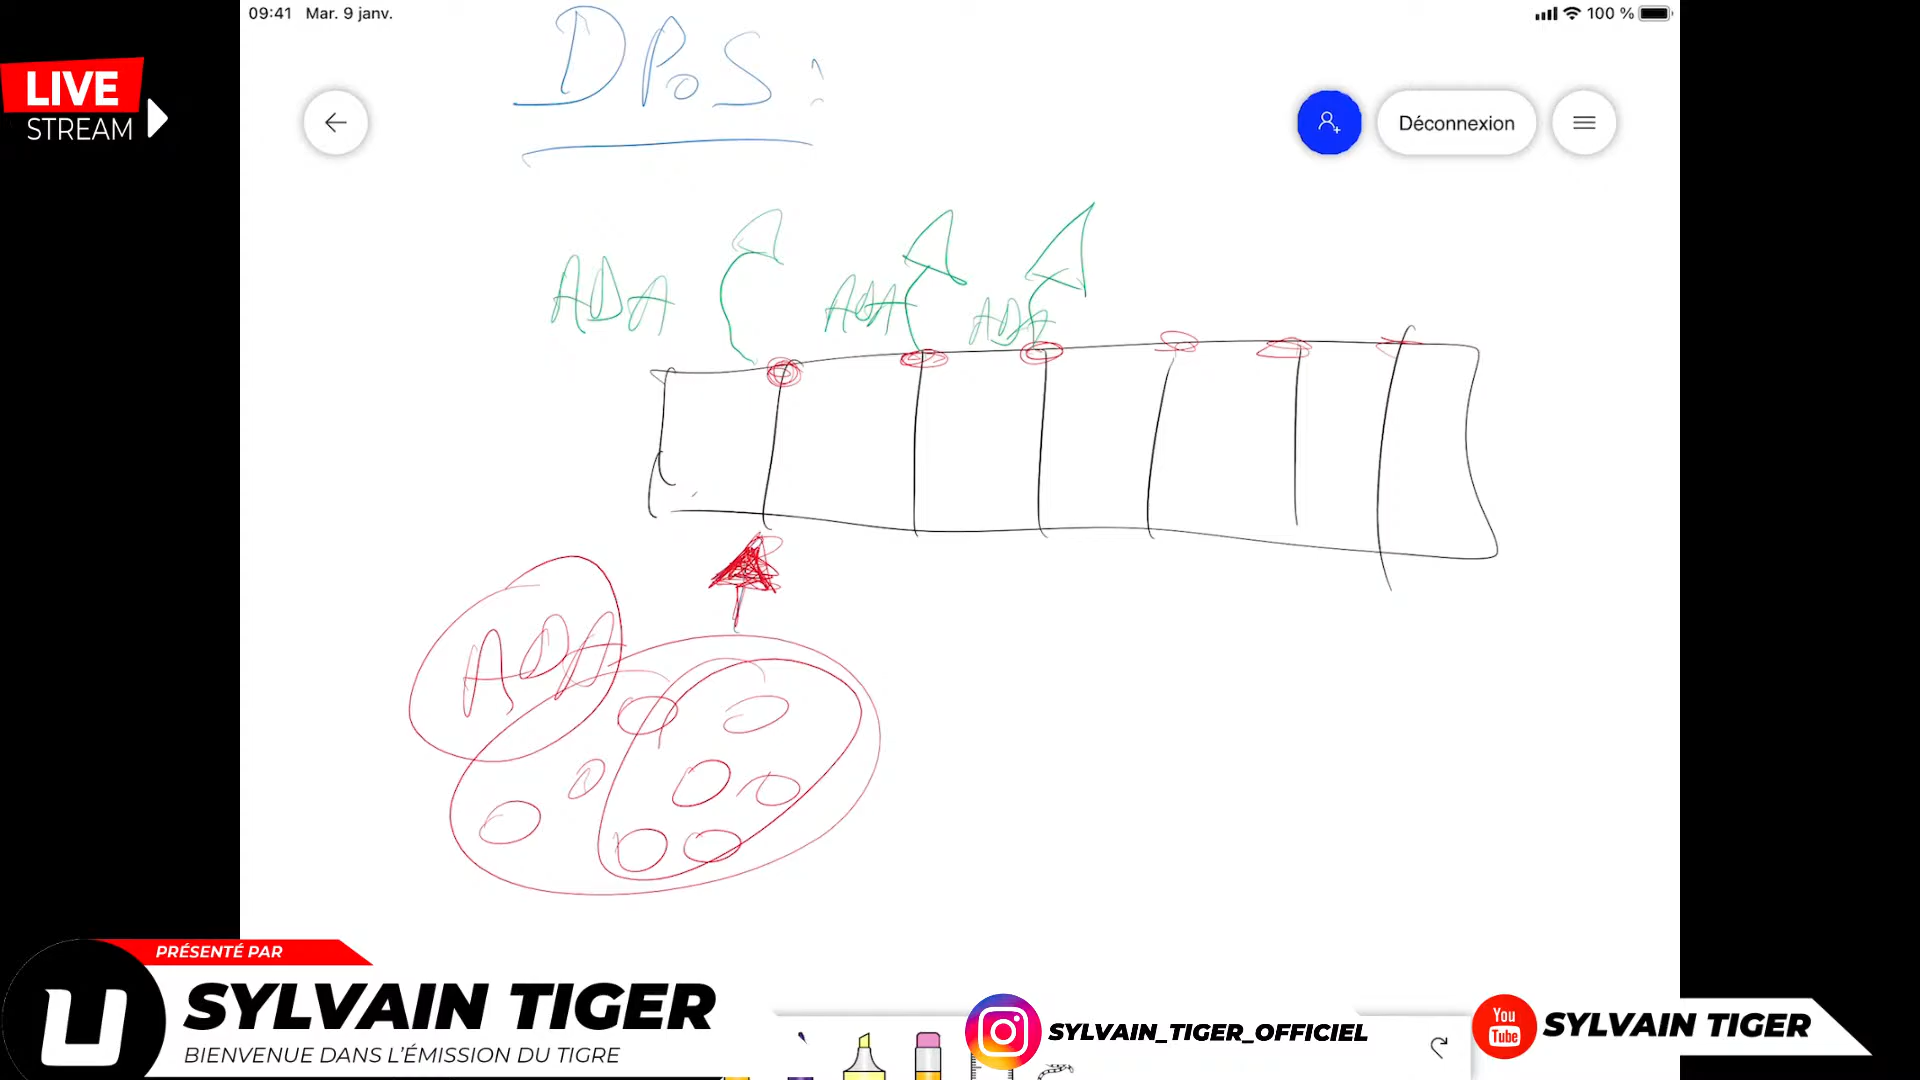 09:41 Mar. 9 janv.
100 %
LIVE
STREAM
DPoS :
Déconnexion
ADA
ADA
ADA
ADA
PRÉSENTÉ PAR
SYLVAIN TIGER
BIENVENUE DANS L'ÉMISSION DU TIGRE
SYLVAIN_TIGER_OFFICIEL
You
Tube
SYLVAIN TIGER